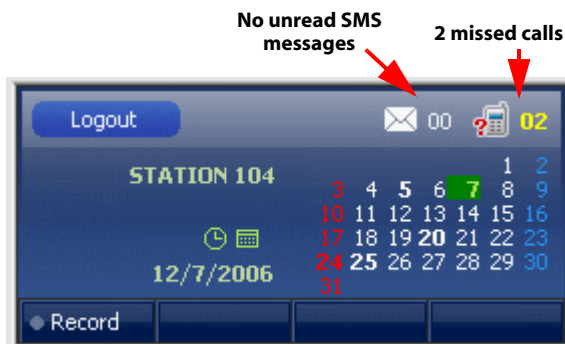 No unread SMS
messages
2 missed calls
Logout
00
? 02
STATION 104
1 2
3 4 5 6 7 8 9
10 11 12 13 14 15 16
17 18 19 20 21 22 23
24 25 26 27 28 29 30
31
12/7/2006
Record